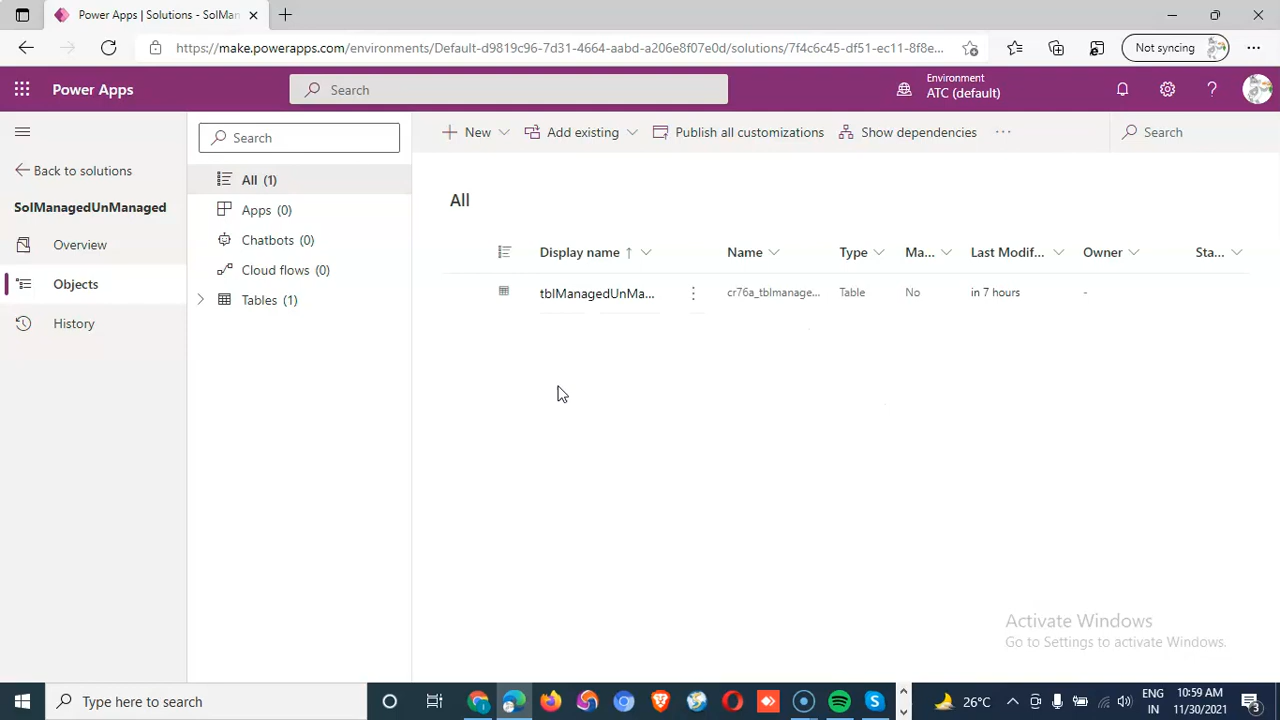 Power Apps | Solutions - SolMan
https://make.powerapps.com/environments/Default-d9819c96-7d31-4664-aabd-a206e8f07e0d/solutions/7f4c6c45-df51-ec11-8f8e...
Not syncing
Power Apps
Search
Environment
ATC (default)
Back to solutions
SolManagedUnManaged
Overview
Objects
History
Search
All (1)
Apps (0)
Chatbots (0)
Cloud flows (0)
Tables (1)
New
Add existing
Publish all customizations
Show dependencies
Search
All
Display name ↑
Name
Type
Ma...
Last Modif...
Owner
Sta...
tblManagedUnMa...
cr76a_tblmanage...
Table
No
in 7 hours
-
Activate Windows
Go to Settings to activate Windows.
Type here to search
26°C
ENG
IN
10:59 AM
11/30/2021
3